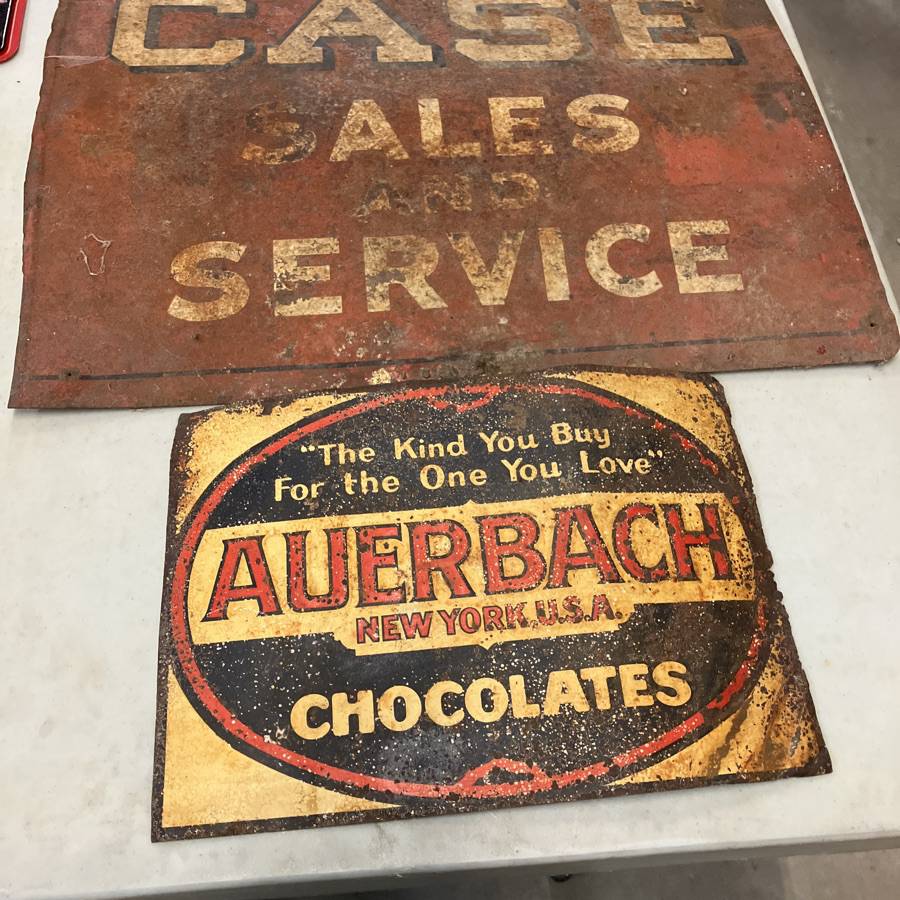 CASE
SALES
AND
SERVICE
“The Kind You Buy
For the One You Love”
AUERBACH
NEW YORK. U.S.A.
CHOCOLATES